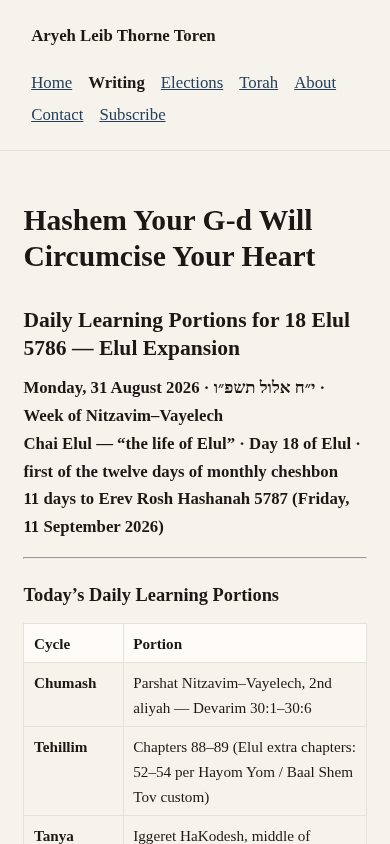 Aryeh Leib Thorne Toren
Home Writing Elections Torah About
Contact Subscribe
Hashem Your G-d Will
Circumcise Your Heart
Daily Learning Portions for 18 Elul
5786 — Elul Expansion
Monday, 31 August 2026 · י״ח אלול תשפ״ו ·
Week of Nitzavim–Vayelech
Chai Elul — “the life of Elul” · Day 18 of Elul ·
first of the twelve days of monthly cheshbon
11 days to Erev Rosh Hashanah 5787 (Friday,
11 September 2026)
Today’s Daily Learning Portions
Cycle Portion
Chumash Parshat Nitzavim–Vayelech, 2nd
aliyah — Devarim 30:1–30:6
Tehillim Chapters 88–89 (Elul extra chapters:
52–54 per Hayom Yom / Baal Shem
Tov custom)
Tanya Iggeret HaKodesh, middle of